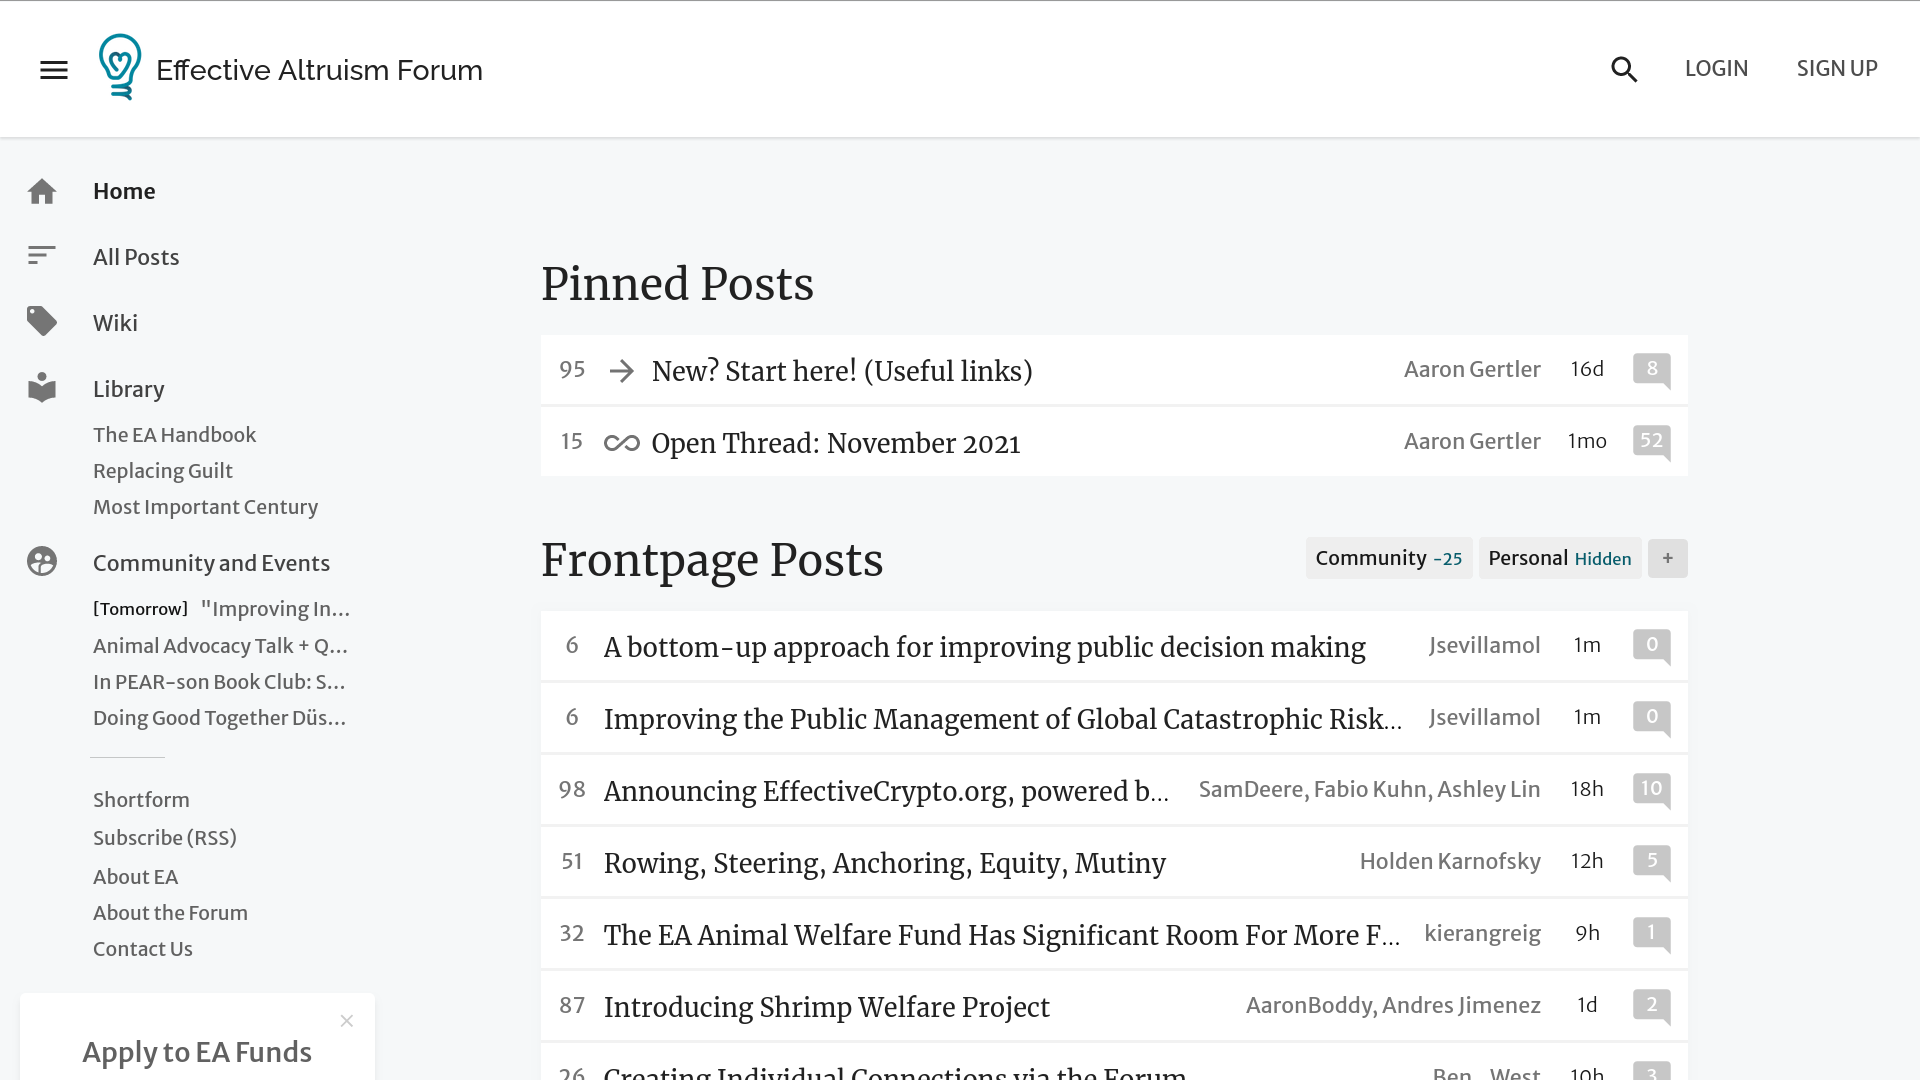 Effective Altruism Forum
LOGIN
SIGN UP
Home
All Posts
Wiki
Library
The EA Handbook
Replacing Guilt
Most Important Century
Community and Events
[Tomorrow] "Improving In...
Animal Advocacy Talk + Q...
In PEAR-son Book Club: S...
Doing Good Together Düs...
Shortform
Subscribe (RSS)
About EA
About the Forum
Contact Us
Apply to EA Funds
Pinned Posts
95 New? Start here! (Useful links) Aaron Gertler 16d 8
15 Open Thread: November 2021 Aaron Gertler 1mo 52
Frontpage Posts Community -25 Personal Hidden +
6 A bottom-up approach for improving public decision making Jsevillamol 1m 0
6 Improving the Public Management of Global Catastrophic Risk... Jsevillamol 1m 0
98 Announcing EffectiveCrypto.org, powered b... SamDeere, Fabio Kuhn, Ashley Lin 18h 10
51 Rowing, Steering, Anchoring, Equity, Mutiny Holden Karnofsky 12h 5
32 The EA Animal Welfare Fund Has Significant Room For More F... kierangreig 9h 1
87 Introducing Shrimp Welfare Project AaronBoddy, Andres Jimenez 1d 2
26 Creating Individual Connections via the Forum Ben_West 10h 3